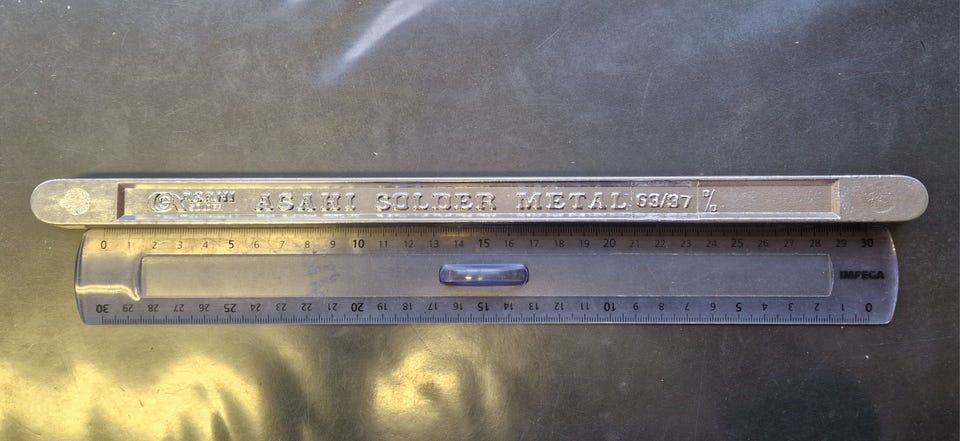 ASAHI
SOLDER
ASAHI SOLDER METAL 63/37 %
0 1 2 3 4 5 6 7 8 9 10 11 12 13 14 15 16 17 18 19 20 21 22 23 24 25 26 27 28 29 30
IMPEGA
30 29 28 27 26 25 24 23 22 21 20 19 18 17 16 15 14 13 12 11 10 9 8 7 6 5 4 3 2 1 0